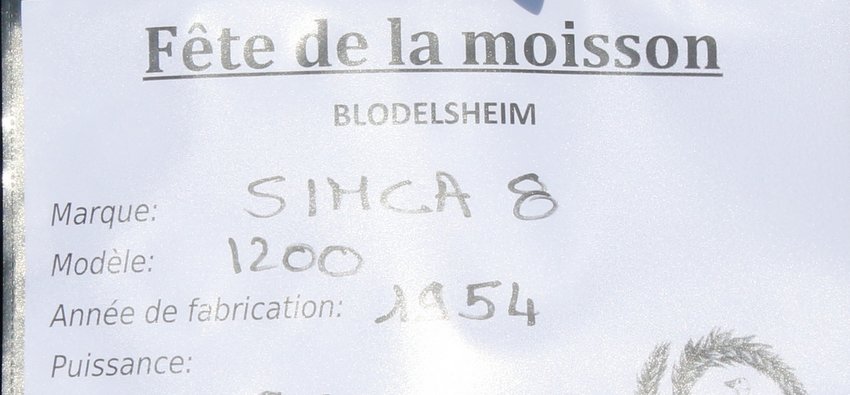 Fête de la moisson
BLODELSHEIM
Marque: SIMCA 8
Modèle: 1200
Année de fabrication: 1954
Puissance: